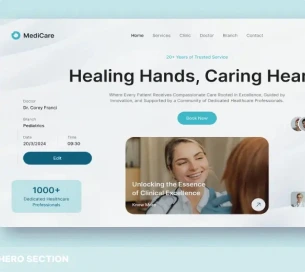 MediCare
Home Services Clinic Doctor Branch Contact
20+ Years of Trusted Service
Healing Hands, Caring Hear
Where Every Patient Receives Compassionate Care Rooted in Excellence, Guided by
Innovation, and Supported by a Community of Dedicated Healthcare Professionals.
Book Now
Doctor
Dr. Corey Franci
Branch
Pediatrics
Date Time
20/3/2024 09:30
Edit
1000+
Dedicated Healthcare
Professionals
Unlocking the Essence
of Clinical Excellence
Know More
HERO SECTION